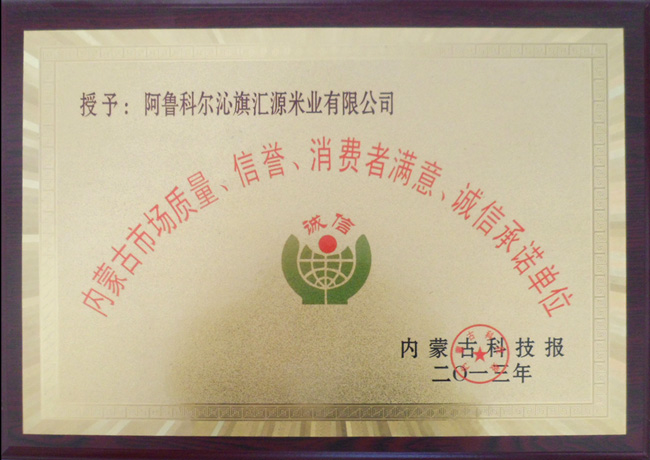 授予：阿鲁科尔沁旗汇源米业有限公司
内蒙古市场质量、信誉、消费者满意、诚信承诺单位
诚信
内蒙古科技报
二〇一三年